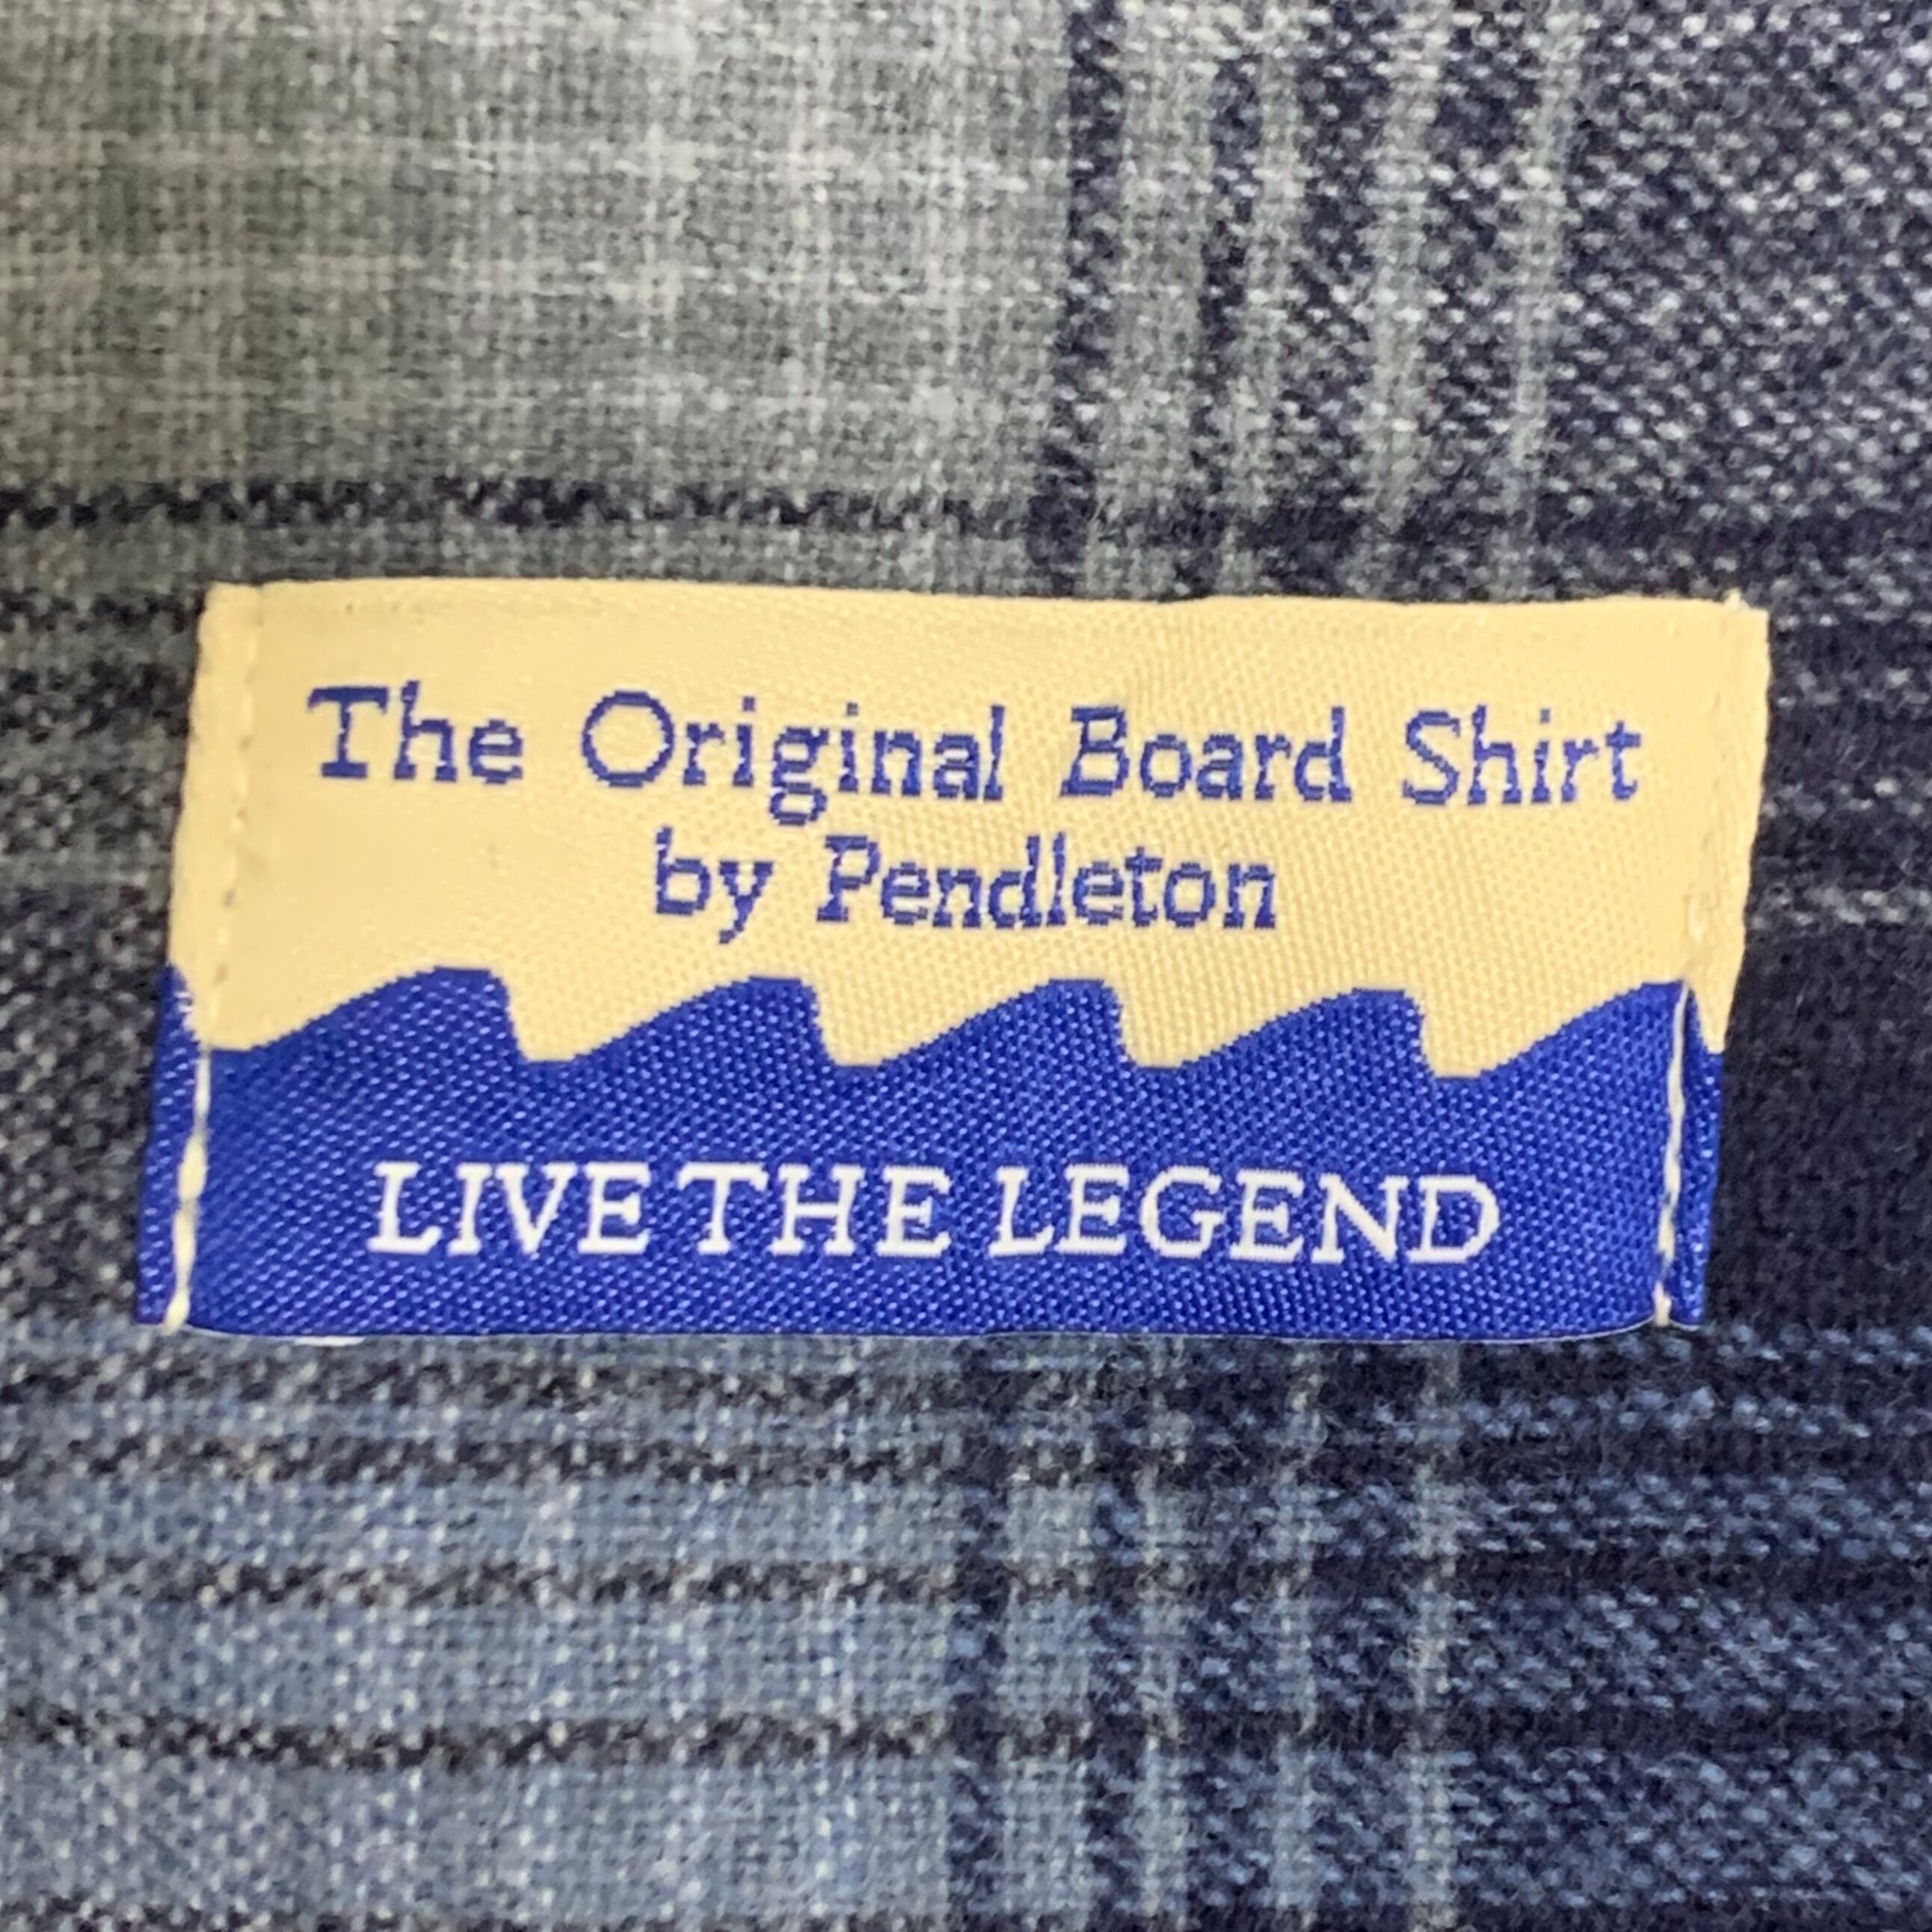 The Original Board Shirt
by Pendleton
LIVE THE LEGEND